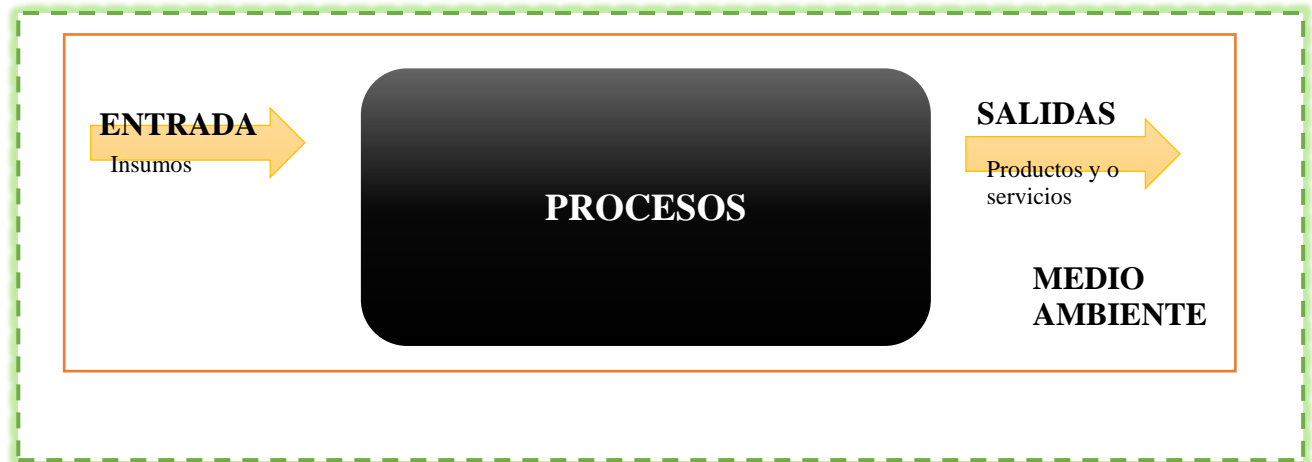 ENTRADA
Insumos
PROCESOS
SALIDAS
Productos y o
servicios
MEDIO
AMBIENTE